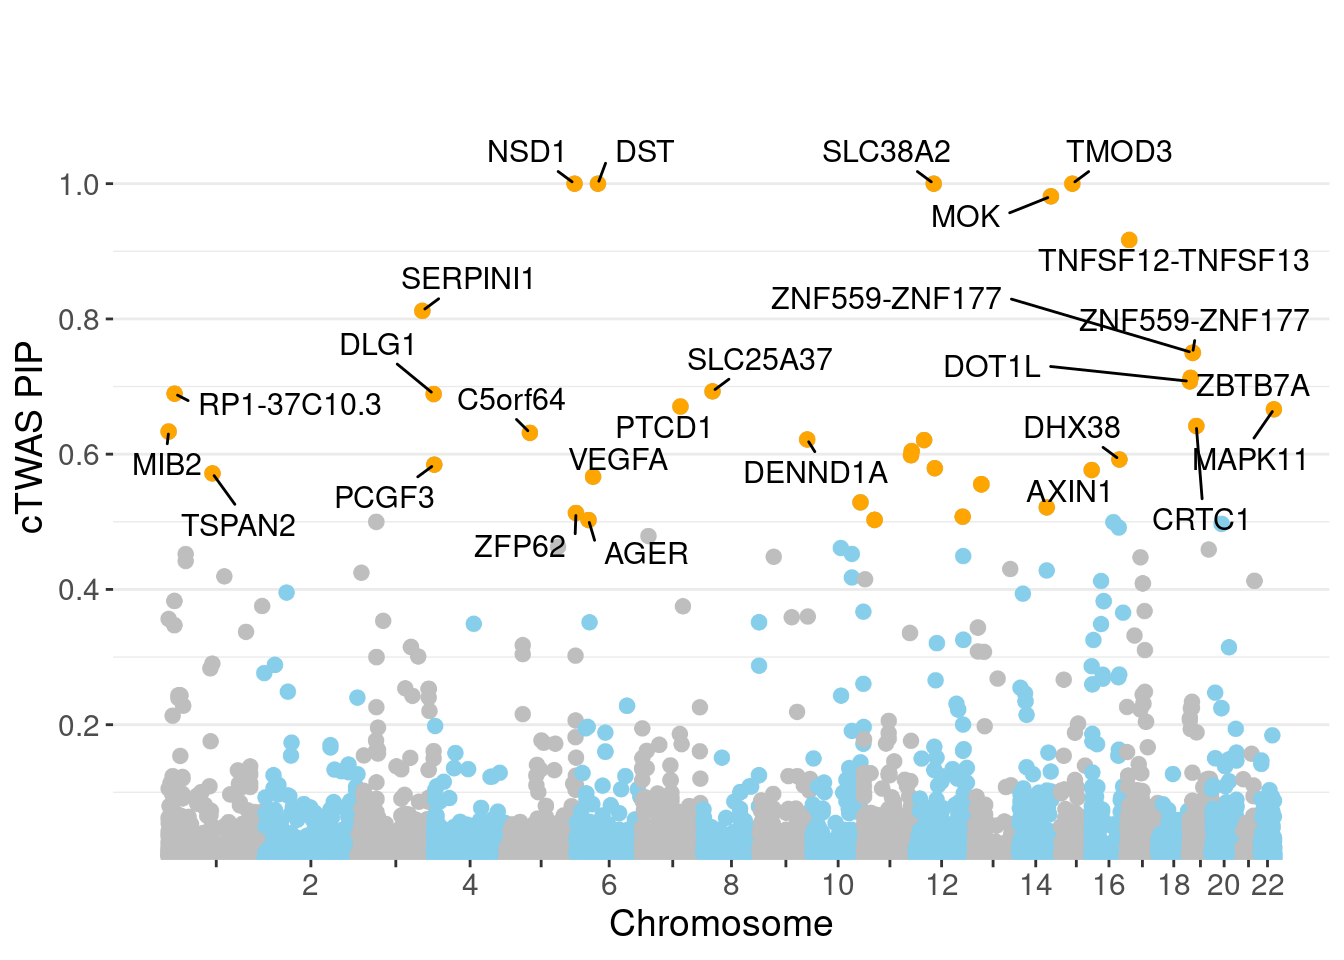 NSD1
DST
SLC38A2
TMOD3
1.0
MOK
TNFSF12-TNFSF13
SERPINI1
ZNF559-ZNF177
0.8
ZNF559-ZNF177
DLG1
SLC25A37
DOT1L
ZBTB7A
RP1-37C10.3
C5orf64
PTCD1
DHX38
0.6
MIB2
VEGFA
DENND1A
MAPK11
PCGF3
AXIN1
TSPAN2
CRTC1
ZFP62
AGER
0.4
0.2
cTWAS PIP
2 4 6 8 10 12 14 16 18 20 22
Chromosome